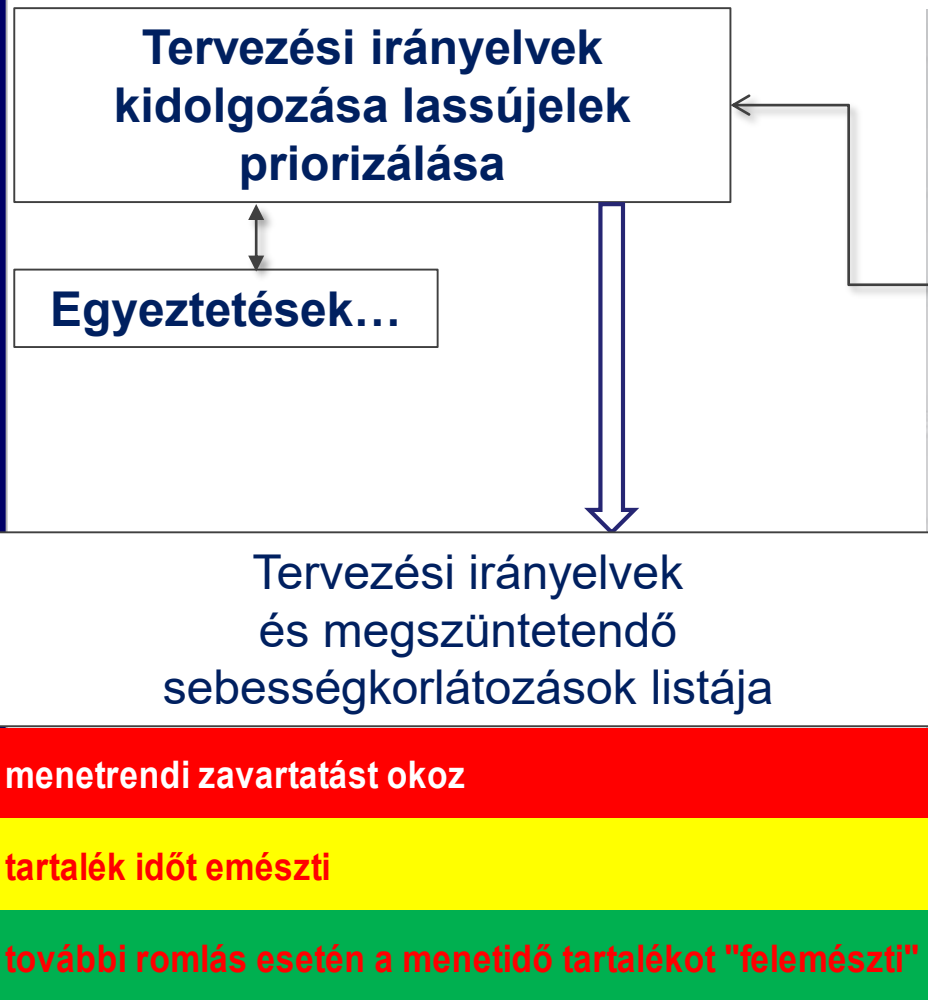 Tervezési irányelvek
kidolgozása lassújelek
priorizálása
Egyeztetések…
Tervezési irányelvek
és megszüntetendő
sebességkorlátozások listája
menetrendi zavartatást okoz
tartalék időt emészti
további romlás esetén a menetidő tartalékot "felemészti"